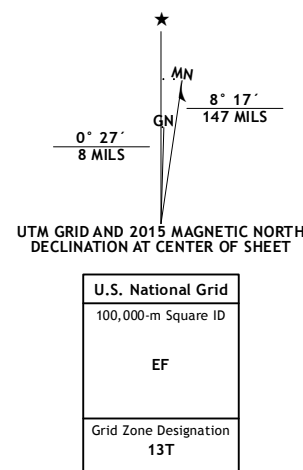 MN
8° 17´
147 MILS
GN
0° 27´
8 MILS
UTM GRID AND 2015 MAGNETIC NORTH
DECLINATION AT CENTER OF SHEET
U.S. National Grid
100,000-m Square ID
EF
Grid Zone Designation
13T